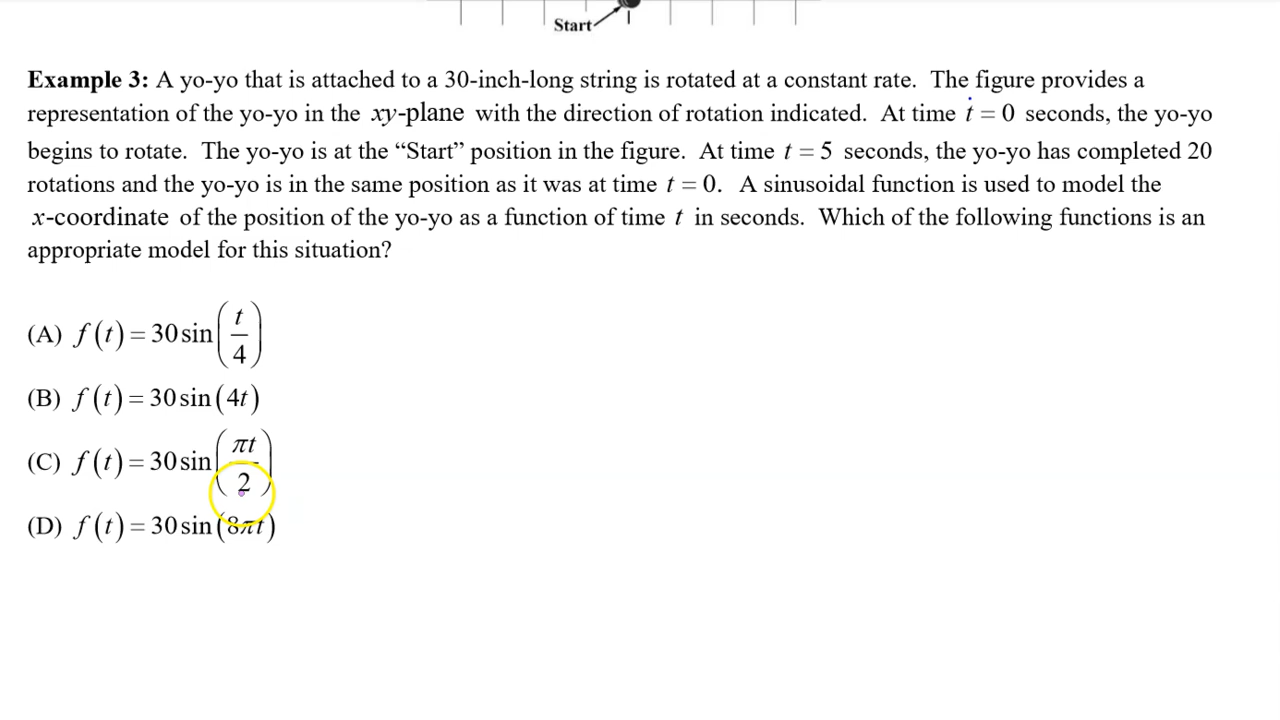 Start
Example 3: A yo-yo that is attached to a 30-inch-long string is rotated at a constant rate. The figure provides a
representation of the yo-yo in the xy-plane with the direction of rotation indicated. At time t = 0 seconds, the yo-yo
begins to rotate. The yo-yo is at the “Start” position in the figure. At time t = 5 seconds, the yo-yo has completed 20
rotations and the yo-yo is in the same position as it was at time t = 0. A sinusoidal function is used to model the
x-coordinate of the position of the yo-yo as a function of time t in seconds. Which of the following functions is an
appropriate model for this situation?
(A) f(t) = 30 sin(t/4)
(B) f(t) = 30 sin(4t)
(C) f(t) = 30 sin(πt/2)
(D) f(t) = 30 sin(8πt)